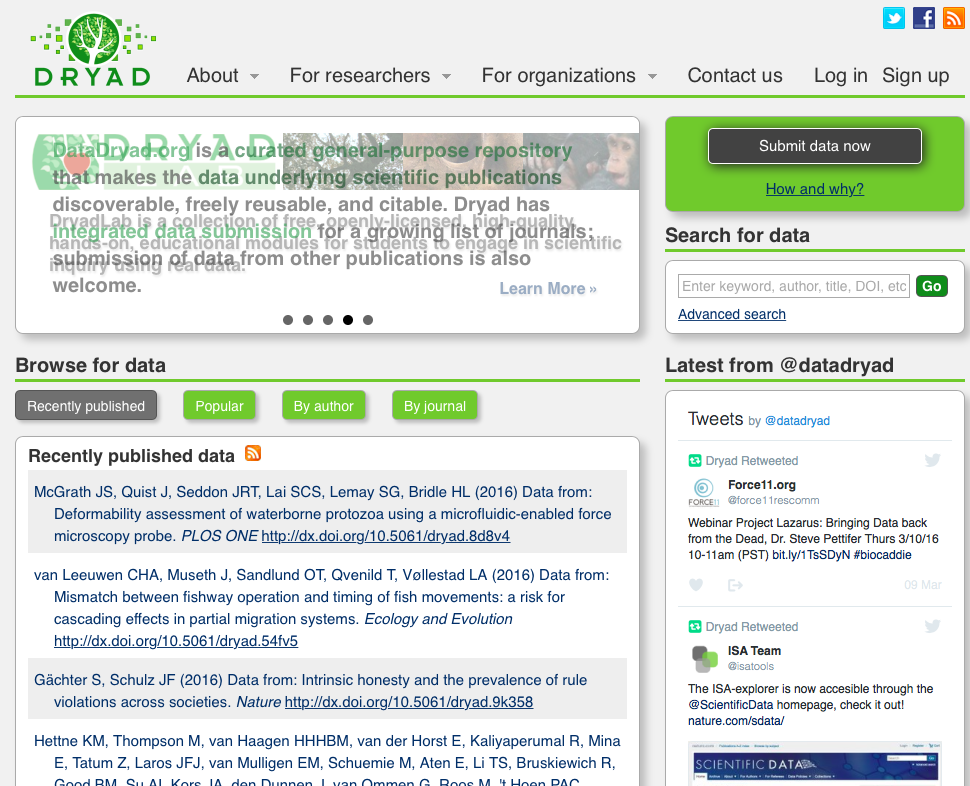 DRYAD
About
For researchers
For organizations
Contact us
Log in
Sign up
DRYAD
DataDryad.org is a curated general-purpose repository
that makes the data underlying scientific publications
discoverable, freely reusable, and citable. Dryad has
integrated data submission for a growing list of journals;
submission of data from other publications is also
welcome.
DryadLab is a collection of free, openly-licensed, high-quality,
hands-on, educational modules for students to engage in scientific
inquiry using real data.
Learn More »
Submit data now
How and why?
Search for data
Enter keyword, author, title, DOI, etc
Go
Advanced search
Browse for data
Recently published
Popular
By author
By journal
Recently published data
McGrath JS, Quist J, Seddon JRT, Lai SCS, Lemay SG, Bridle HL (2016) Data from:
Deformability assessment of waterborne protozoa using a microfluidic-enabled force
microscopy probe. PLOS ONE http://dx.doi.org/10.5061/dryad.8d8v4
van Leeuwen CHA, Museth J, Sandlund OT, Qvenild T, Vøllestad LA (2016) Data from:
Mismatch between fishway operation and timing of fish movements: a risk for
cascading effects in partial migration systems. Ecology and Evolution
http://dx.doi.org/10.5061/dryad.54fv5
Gächter S, Schulz JF (2016) Data from: Intrinsic honesty and the prevalence of rule
violations across societies. Nature http://dx.doi.org/10.5061/dryad.9k358
Hettne KM, Thompson M, van Haagen HHHBM, van der Horst E, Kaliyaperumal R, Mina
E, Tatum Z, Laros JFJ, van Mulligen EM, Schuemie M, Aten E, Li TS, Bruskiewich R,
Good BM, Su AI, Kors JA, den Dunnen J, van Ommen G, Roos M, 't Hoen PAC
Latest from @datadryad
Tweets by @datadryad
Dryad Retweeted
Force11.org
@force11rescomm
FORCE11
Webinar Project Lazarus: Bringing Data back
from the Dead, Dr. Steve Pettifer Thurs 3/10/16
10-11am (PST) bit.ly/1TsSDyN #biocaddie
09 Mar
Dryad Retweeted
ISA Team
@isatools
The ISA-explorer is now accesible through the
@ScientificData homepage, check it out!
nature.com/sdata/
SCIENTIFIC DATA